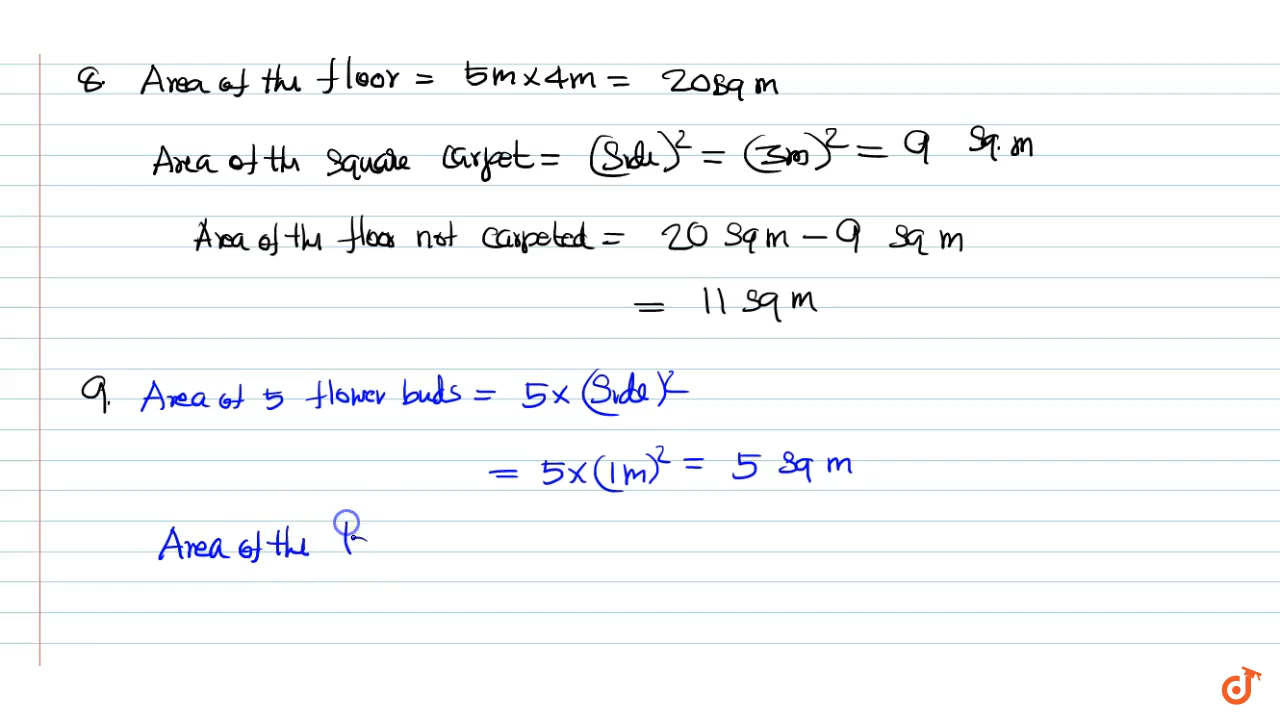 8. Area of the floor = 5m × 4m = 20 sq m
Area of the square carpet = (Side)² = (3m)² = 9 sq. m
Area of the floor not carpeted = 20 sq m – 9 sq m
= 11 sq m
9. Area of 5 flower buds = 5 × (Side)²
= 5 × (1m)² = 5 sq m
Area of the